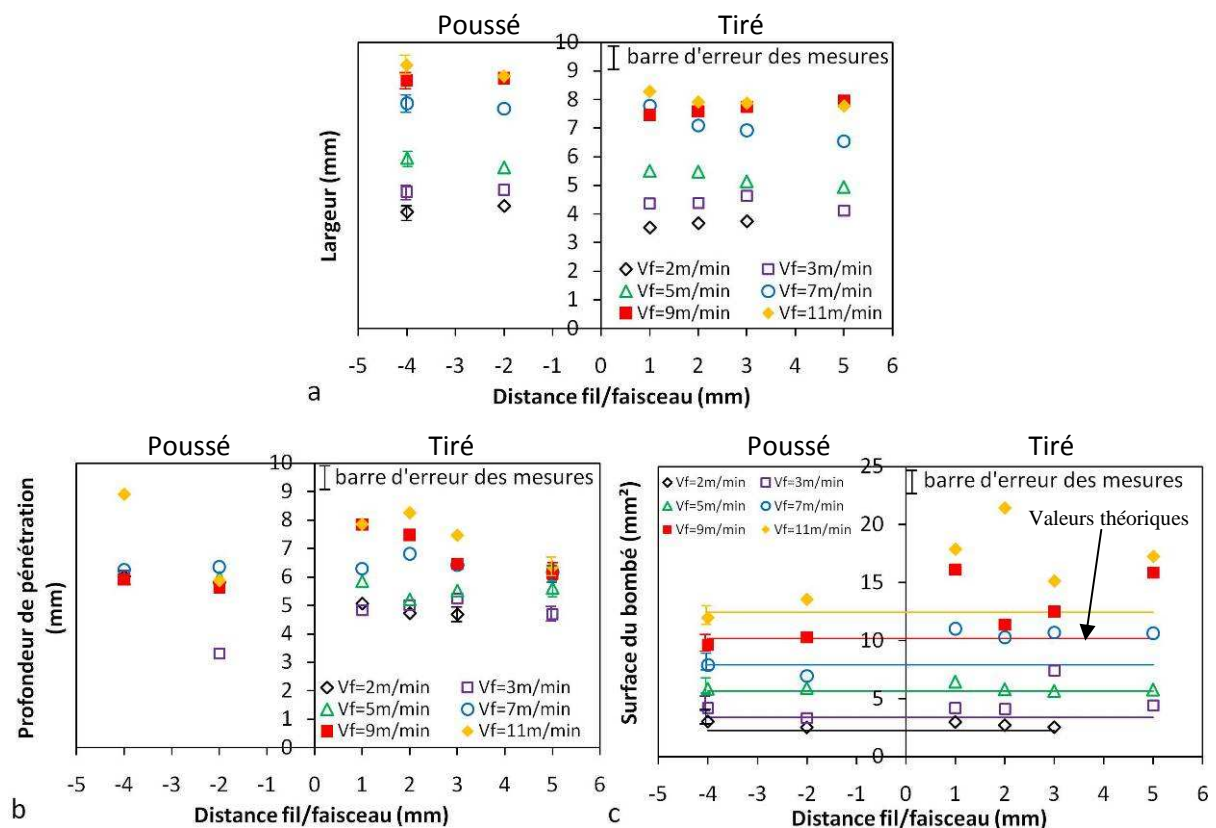 Poussé Tiré
10
barre d'erreur des mesures
9
8
7
6
5
4
3
2
1
0
Largeur (mm)
Vf=2m/min Vf=3m/min
Vf=5m/min Vf=7m/min
Vf=9m/min Vf=11m/min
-5 -4 -3 -2 -1 0 1 2 3 4 5 6
Distance fil/faisceau (mm)
a
Poussé Tiré
10
barre d'erreur des mesures
9
8
7
6
5
4
3
2
1
0
Profondeur de pénétration
(mm)
Vf=2m/min Vf=3m/min
Vf=5m/min Vf=7m/min
Vf=9m/min Vf=11m/min
-5 -4 -3 -2 -1 0 1 2 3 4 5 6
Distance fil/faisceau (mm)
b
Poussé Tiré
25
barre d'erreur des mesures
Vf=2m/min Vf=3m/min
Vf=5m/min Vf=7m/min
Vf=9m/min Vf=11m/min
Valeurs théoriques
20
15
10
5
0
Surface du bombé (mm²)
-5 -4 -3 -2 -1 0 1 2 3 4 5 6
Distance fil/faisceau (mm)
c